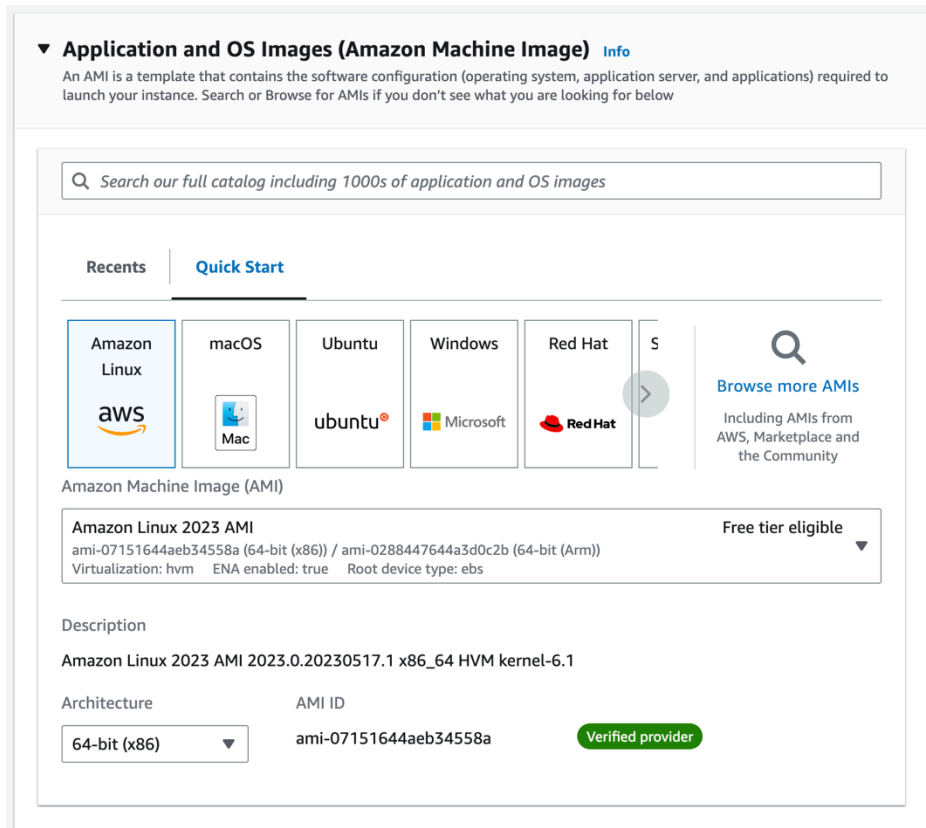 Application and OS Images (Amazon Machine Image) Info
An AMI is a template that contains the software configuration (operating system, application server, and applications) required to
launch your instance. Search or Browse for AMIs if you don't see what you are looking for below
Search our full catalog including 1000s of application and OS images
Recents
Quick Start
Amazon
Linux
aws
macOS
Mac
Ubuntu
ubuntu
Windows
Microsoft
Red Hat
Red Hat
S
Browse more AMIs
Including AMIs from
AWS, Marketplace and
the Community
Amazon Machine Image (AMI)
Amazon Linux 2023 AMI Free tier eligible
ami-07151644aeb34558a (64-bit (x86)) / ami-0288447644a3d0c2b (64-bit (Arm))
Virtualization: hvm ENA enabled: true Root device type: ebs
Description
Amazon Linux 2023 AMI 2023.0.20230517.1 x86_64 HVM kernel-6.1
Architecture AMI ID
64-bit (x86) ami-07151644aeb34558a Verified provider